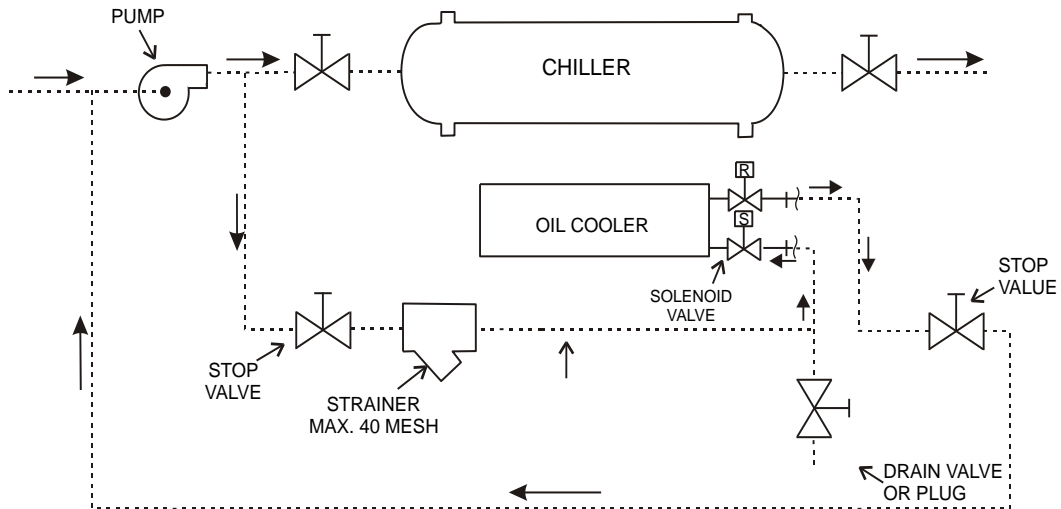 PUMP
CHILLER
R
OIL COOLER
S
SOLENOID
VALVE
STOP
VALUE
STOP
VALVE
STRAINER
MAX. 40 MESH
DRAIN VALVE
OR PLUG